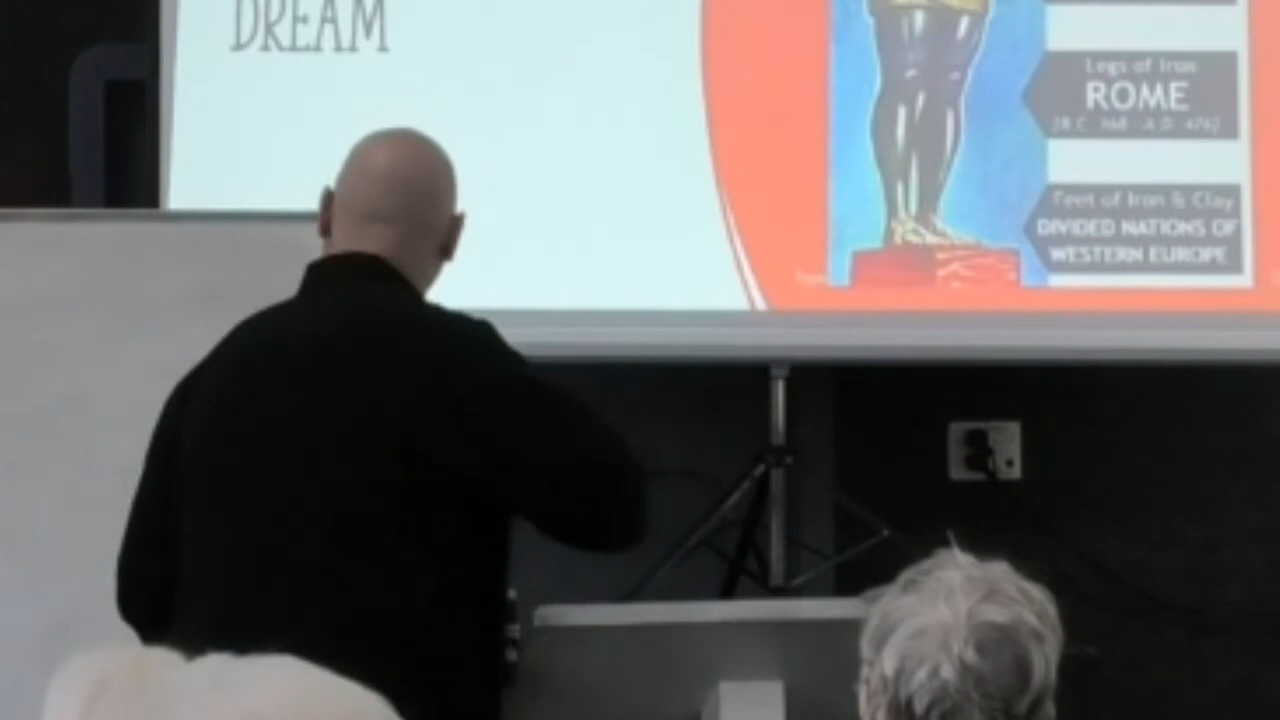 DREAM
Legs of Iron
ROME
Feet of Iron & Clay
DIVIDED NATIONS OF
WESTERN EUROPE